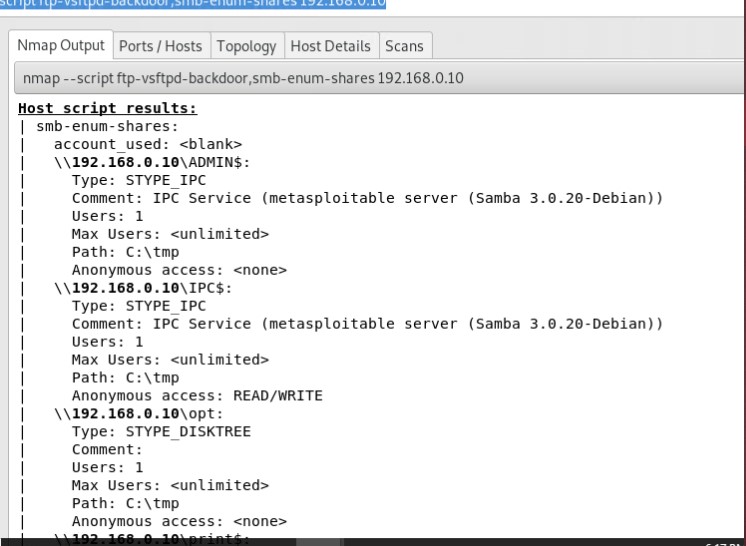 script ftp-vsftpd-backdoor,smb-enum-shares 192.168.0.10
Nmap Output Ports / Hosts Topology Host Details Scans
nmap --script ftp-vsftpd-backdoor,smb-enum-shares 192.168.0.10
Host script results:
| smb-enum-shares:
|   account_used: <blank>
|   \\192.168.0.10\ADMIN$:
|     Type: STYPE_IPC
|     Comment: IPC Service (metasploitable server (Samba 3.0.20-Debian))
|     Users: 1
|     Max Users: <unlimited>
|     Path: C:\tmp
|     Anonymous access: <none>
|   \\192.168.0.10\IPC$:
|     Type: STYPE_IPC
|     Comment: IPC Service (metasploitable server (Samba 3.0.20-Debian))
|     Users: 1
|     Max Users: <unlimited>
|     Path: C:\tmp
|     Anonymous access: READ/WRITE
|   \\192.168.0.10\opt:
|     Type: STYPE_DISKTREE
|     Comment:
|     Users: 1
|     Max Users: <unlimited>
|     Path: C:\tmp
|     Anonymous access: <none>
|   \\192.168.0.10\print$: